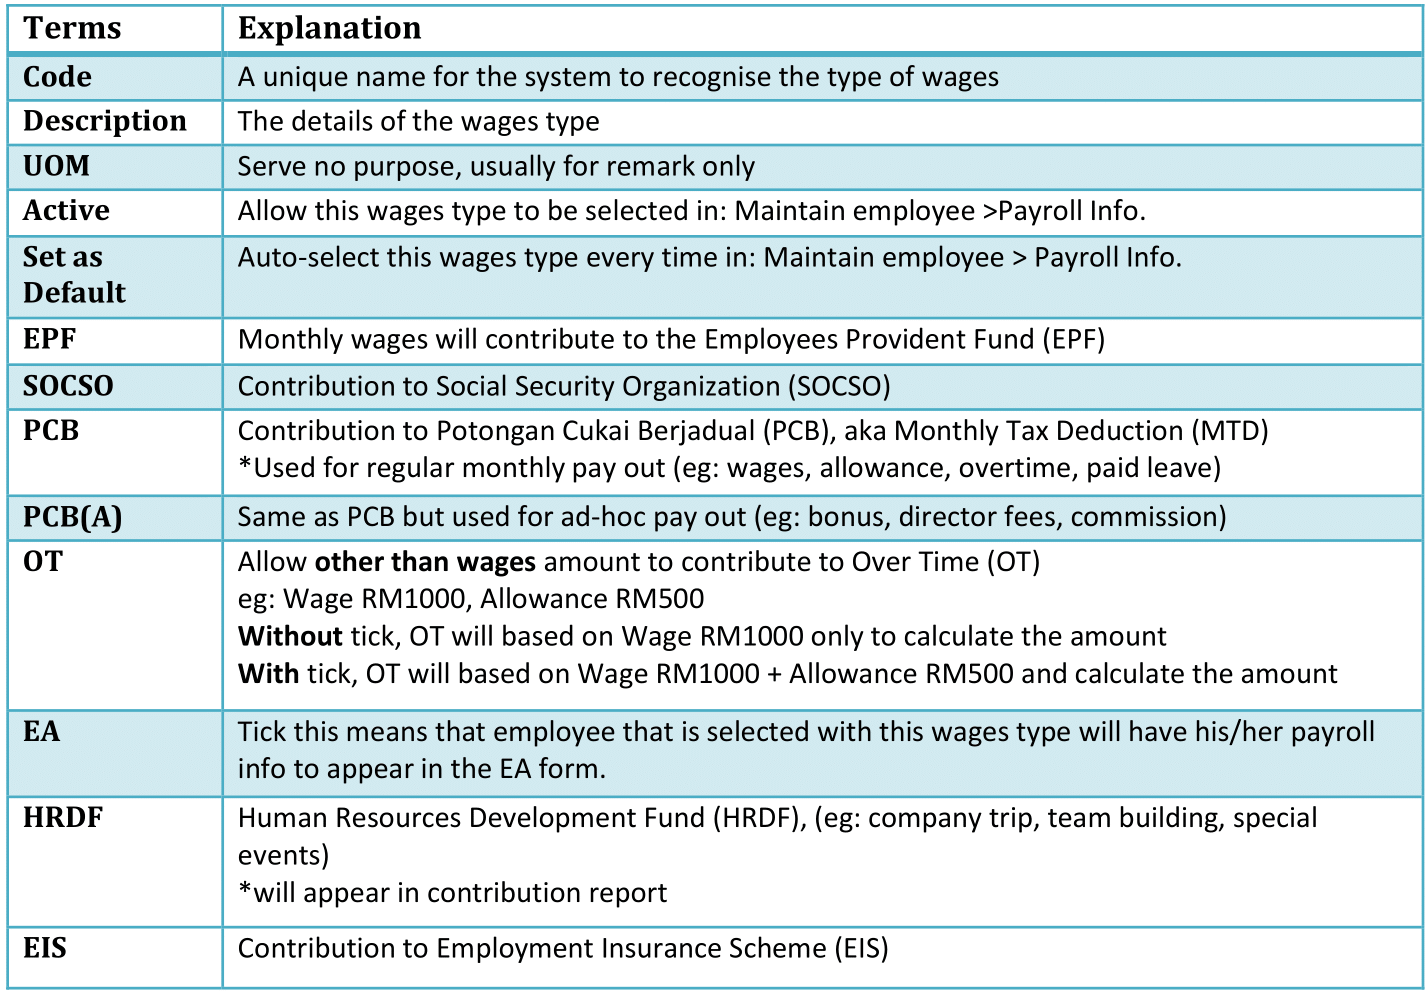 Terms Explanation
Code A unique name for the system to recognise the type of wages
Description The details of the wages type
UOM Serve no purpose, usually for remark only
Active Allow this wages type to be selected in: Maintain employee >Payroll Info.
Set as Auto-select this wages type every time in: Maintain employee > Payroll Info.
Default
EPF Monthly wages will contribute to the Employees Provident Fund (EPF)
SOCSO Contribution to Social Security Organization (SOCSO)
PCB Contribution to Potongan Cukai Berjadual (PCB), aka Monthly Tax Deduction (MTD)
*Used for regular monthly pay out (eg: wages, allowance, overtime, paid leave)
PCB(A) Same as PCB but used for ad-hoc pay out (eg: bonus, director fees, commission)
OT Allow other than wages amount to contribute to Over Time (OT)
eg: Wage RM1000, Allowance RM500
Without tick, OT will based on Wage RM1000 only to calculate the amount
With tick, OT will based on Wage RM1000 + Allowance RM500 and calculate the amount
EA Tick this means that employee that is selected with this wages type will have his/her payroll
info to appear in the EA form.
HRDF Human Resources Development Fund (HRDF), (eg: company trip, team building, special
events)
*will appear in contribution report
EIS Contribution to Employment Insurance Scheme (EIS)